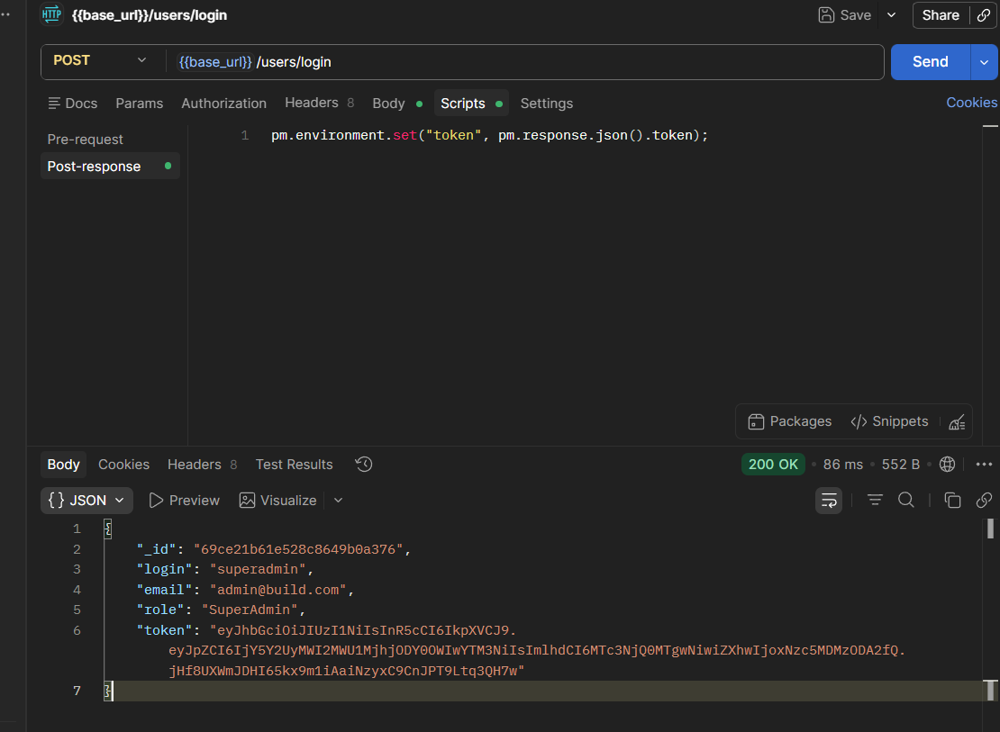 HTTP {{base_url}}/users/login Save Share
POST {{base_url}} /users/login Send
Docs Params Authorization Headers 8 Body Scripts Settings Cookies
Pre-request
Post-response
1 pm.environment.set("token", pm.response.json().token);
Packages </> Snippets
Body Cookies Headers 8 Test Results 200 OK 86 ms 552 B
{} JSON Preview Visualize
1 {
2 "_id": "69ce21b61e528c8649b0a376",
3 "login": "superadmin",
4 "email": "admin@build.com",
5 "role": "SuperAdmin",
6 "token": "eyJhbGciOiJIUzI1NiIsInR5cCI6IkpXVCJ9.
eyJpZCI6IjY5Y2UyMWI2MWU1MjhjODY0OWIwYTM3NiIsImlhdCI6MTc3NjQ0MTgwNiwiZXhwIjoxNzc5MDMzODA2fQ.
jHf8UXWmJDHI65kx9m1iAaiNzyxC9CnJPT9Ltq3QH7w"
7 }